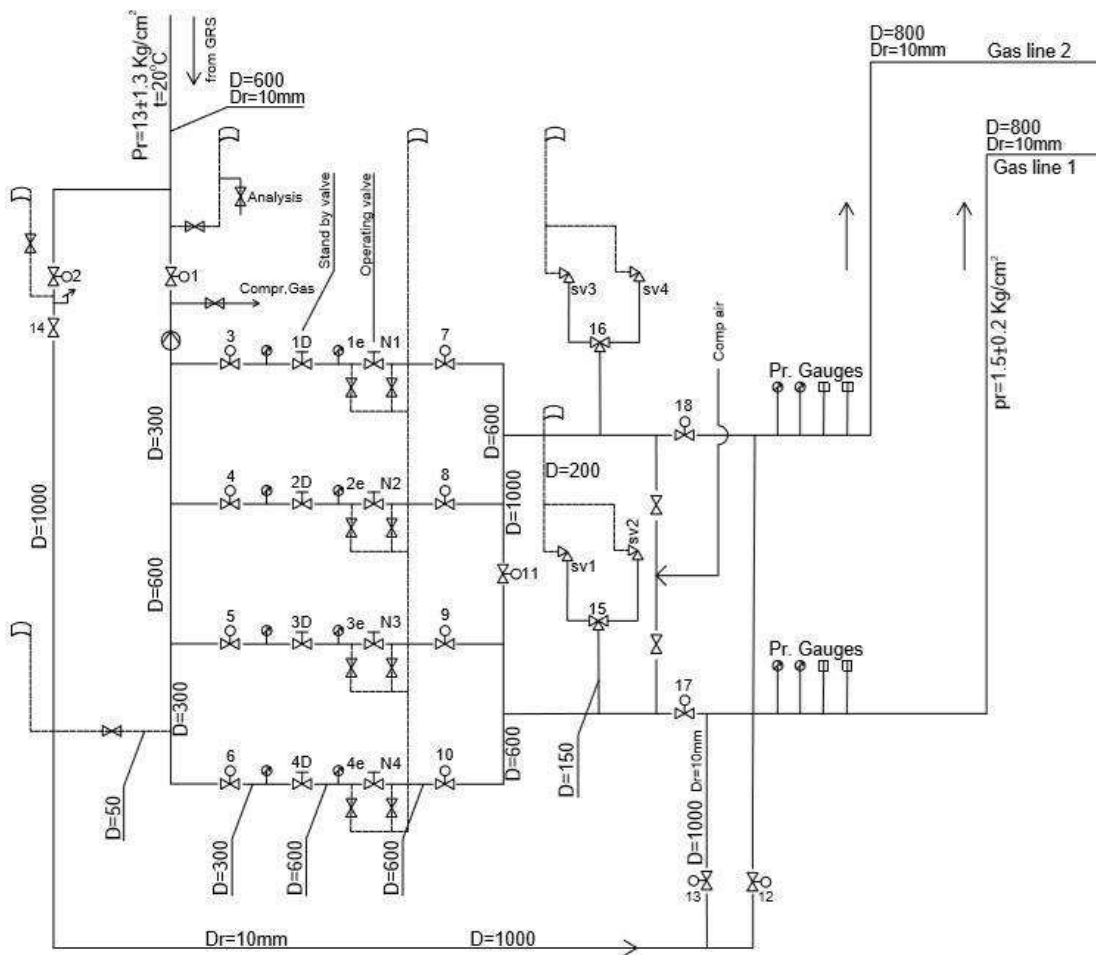 Pr=13±1.3 Kg/cm²
t=20°C
from GRS
D=600
Dr=10mm
D=800
Dr=10mm
Gas line 2
D=800
Dr=10mm
Gas line 1
Analysis
Stand by valve
Operating valve
2
1
Compr.Gas
14
sv3
sv4
16
Comp air
pr=1.5±0.2 Kg/cm²
3
1D
1e
N1
7
Pr. Gauges
18
D=300
D=600
D=1000
4
2D
2e
N2
8
D=200
D=1000
D=600
sv1
sv2
11
15
5
3D
3e
N3
9
Pr. Gauges
17
D=300
D=600
6
4D
4e
N4
10
D=50
D=300
D=600
D=600
D=150
D=1000
Dr=10mm
13
12
Dr=10mm
D=1000